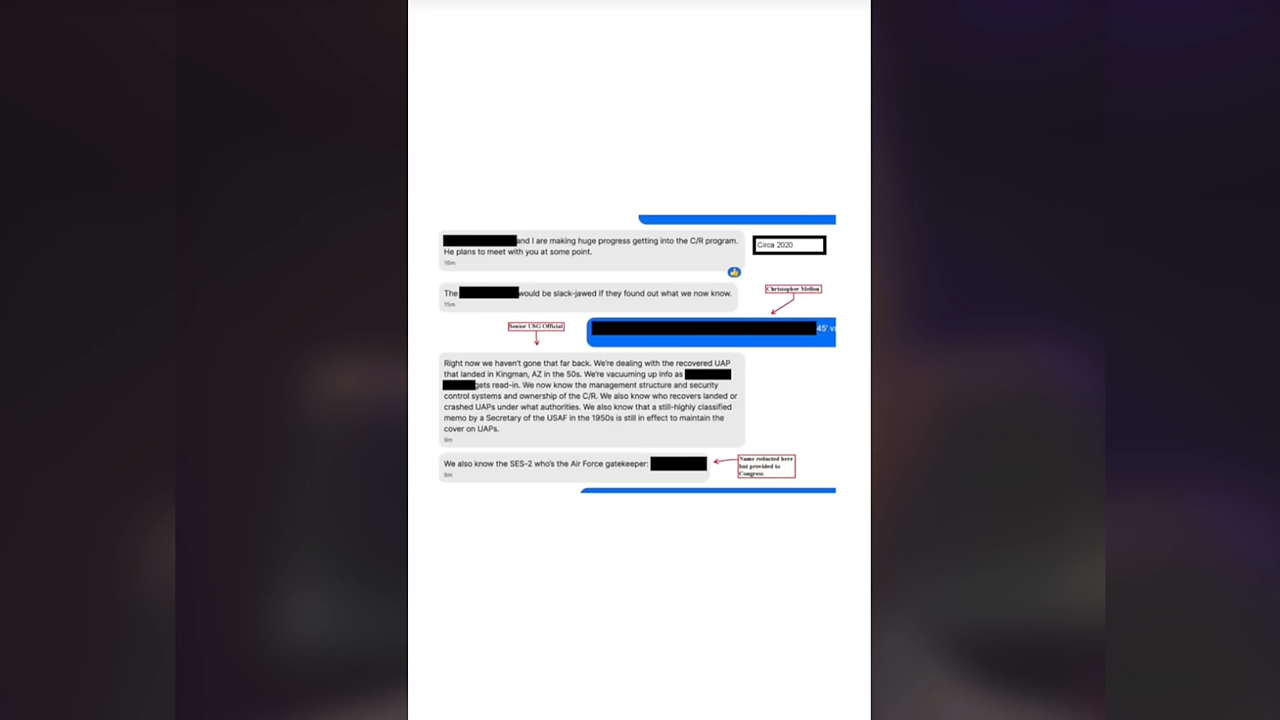 and I are making huge progress getting into the C/R program.
He plans to meet with you at some point.
10m
Circa 2020
The would be slack-jawed if they found out what we now know.
15m
Christopher Mellon
45'
Senior USG Official
Right now we haven't gone that far back. We're dealing with the recovered UAP
that landed in Kingman, AZ in the 50s. We're vacuuming up info as
gets read-in. We now know the management structure and security
control systems and ownership of the C/R. We also know who recovers landed or
crashed UAPs under what authorities. We also know that a still-highly classified
memo by a Secretary of the USAF in the 1950s is still in effect to maintain the
cover on UAPs.
9m
We also know the SES-2 who's the Air Force gatekeeper:
8m
Name redacted here
but provided to
Congress